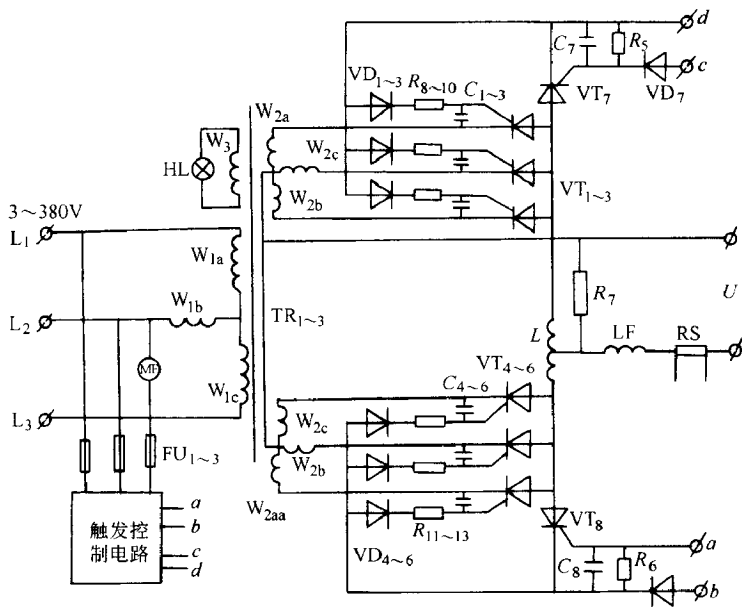 d
C₇
R₅
c
VT₇
VD₇
VD₁~₃
R₈~₁₀
C₁~₃
W₂ₐ
W₃
HL
W₂c
W₂b
VT₁~₃
3~380V
L₁
W₁ₐ
W₁b
L₂
TR₁~₃
R₇
U
L
LF
RS
MF
W₁c
C₄~₆
VT₄~₆
L₃
W₂c
FU₁~₃
W₂b
W₂ₐₐ
a
b
c
d
触发控
制电路
R₁₁~₁₃
VD₄~₆
VT₈
a
C₈
R₆
b